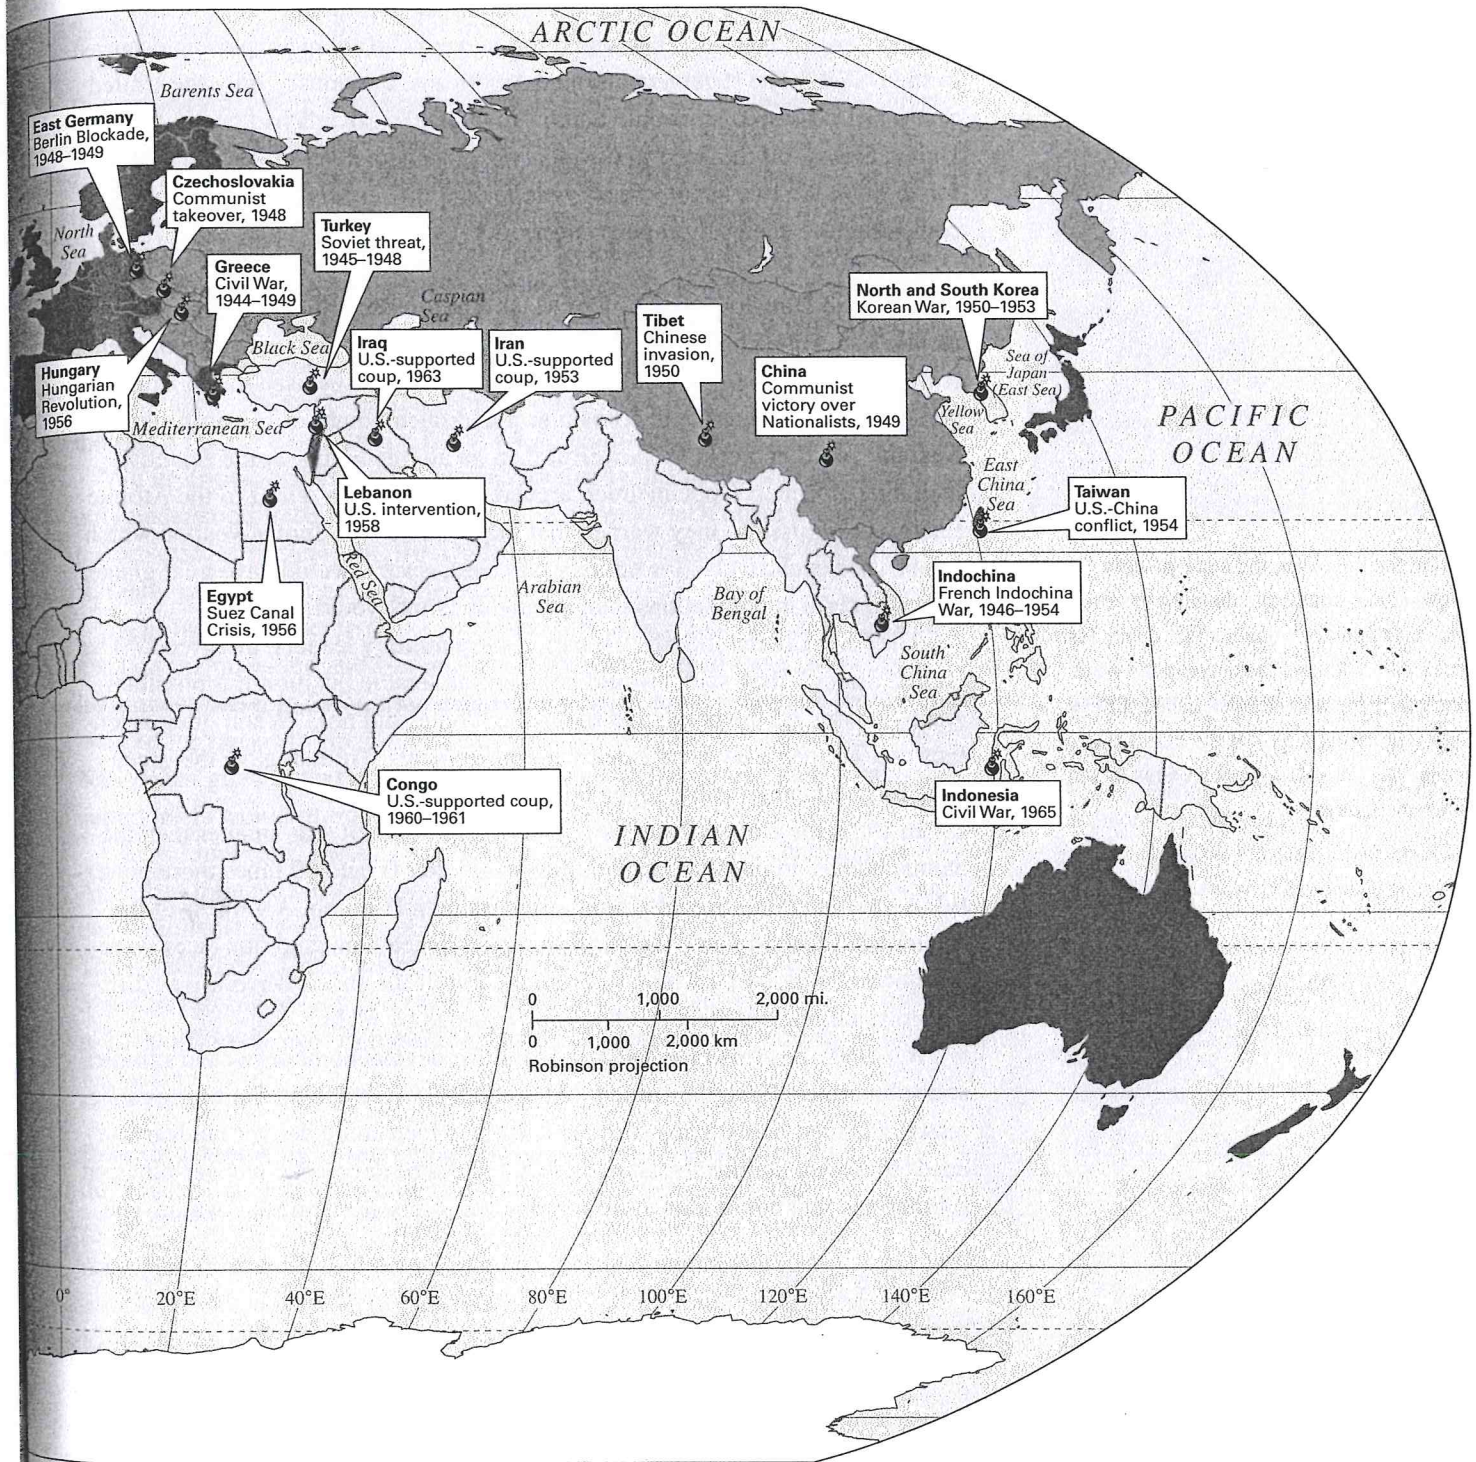 ARCTIC OCEAN
Barents Sea
East Germany
Berlin Blockade,
1948–1949
Czechoslovakia
Communist
takeover, 1948
North
Sea
Turkey
Soviet threat,
1945–1948
Greece
Civil War,
1944–1949
Caspian
Sea
North and South Korea
Korean War, 1950–1953
Tibet
Chinese
invasion,
1950
Black Sea
Iraq
U.S.-supported
coup, 1963
Iran
U.S.-supported
coup, 1953
Sea of
Japan
(East Sea)
China
Communist
victory over
Nationalists, 1949
Hungary
Hungarian
Revolution,
1956
Mediterranean Sea
Yellow
Sea
PACIFIC
OCEAN
East
China
Sea
Lebanon
U.S. intervention,
1958
Taiwan
U.S.-China
conflict, 1954
Red Sea
Egypt
Suez Canal
Crisis, 1956
Arabian
Sea
Bay of
Bengal
Indochina
French Indochina
War, 1946–1954
South
China
Sea
Congo
U.S.-supported coup,
1960–1961
Indonesia
Civil War, 1965
INDIAN
OCEAN
0 1,000 2,000 mi.
0 1,000 2,000 km
Robinson projection
0° 20°E 40°E 60°E 80°E 100°E 120°E 140°E 160°E